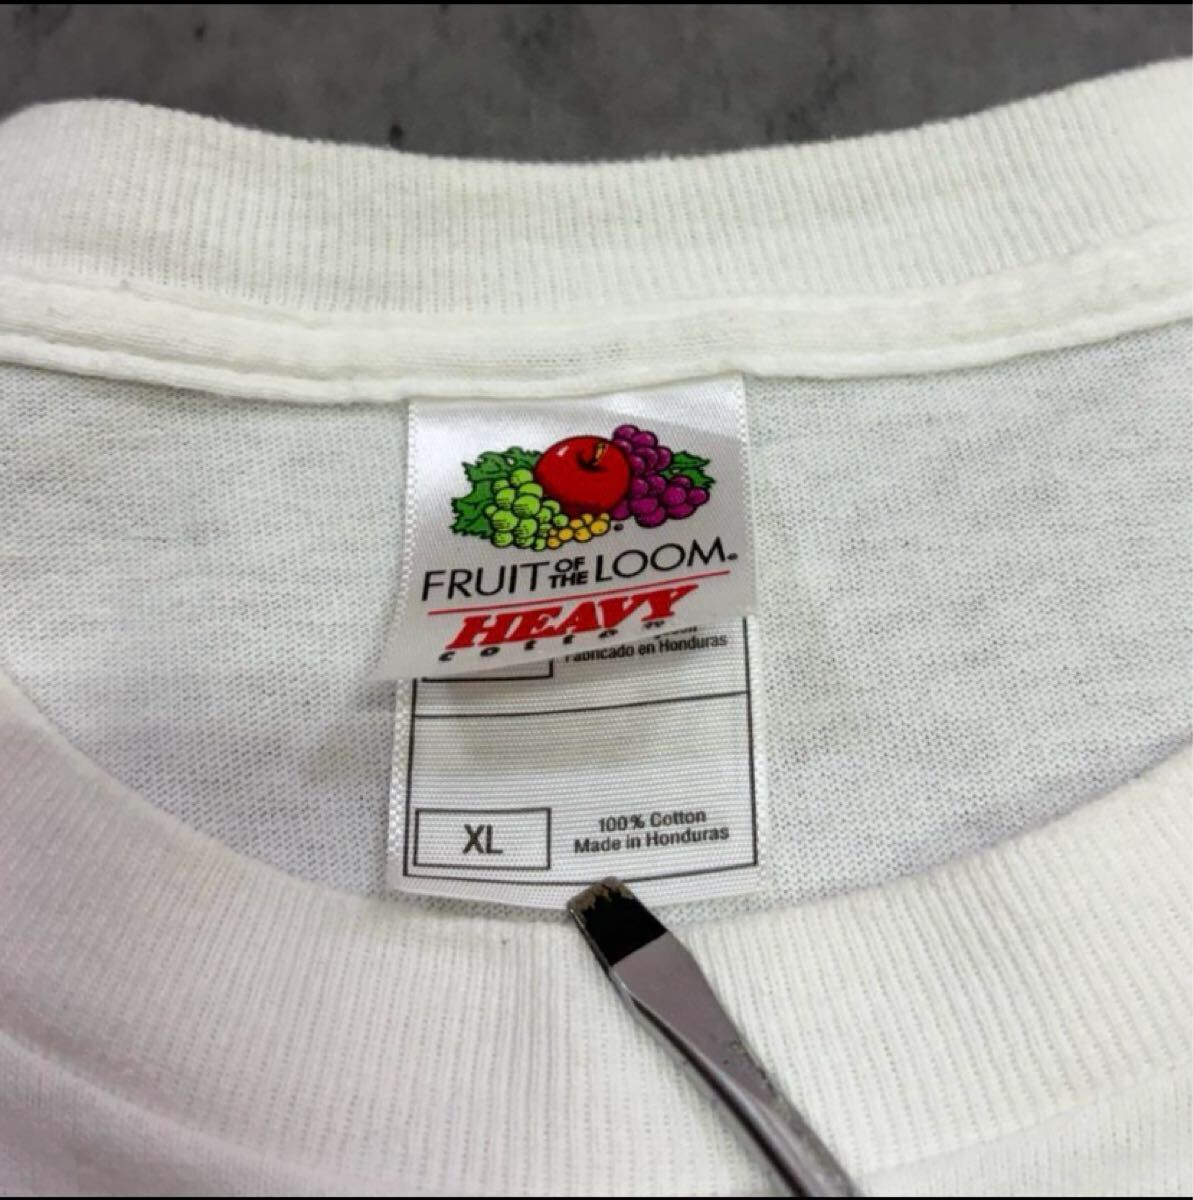 FRUIT OF THE LOOM®
HEAVY
cotton
Fabricado en Honduras
XL
100% Cotton
Made in Honduras